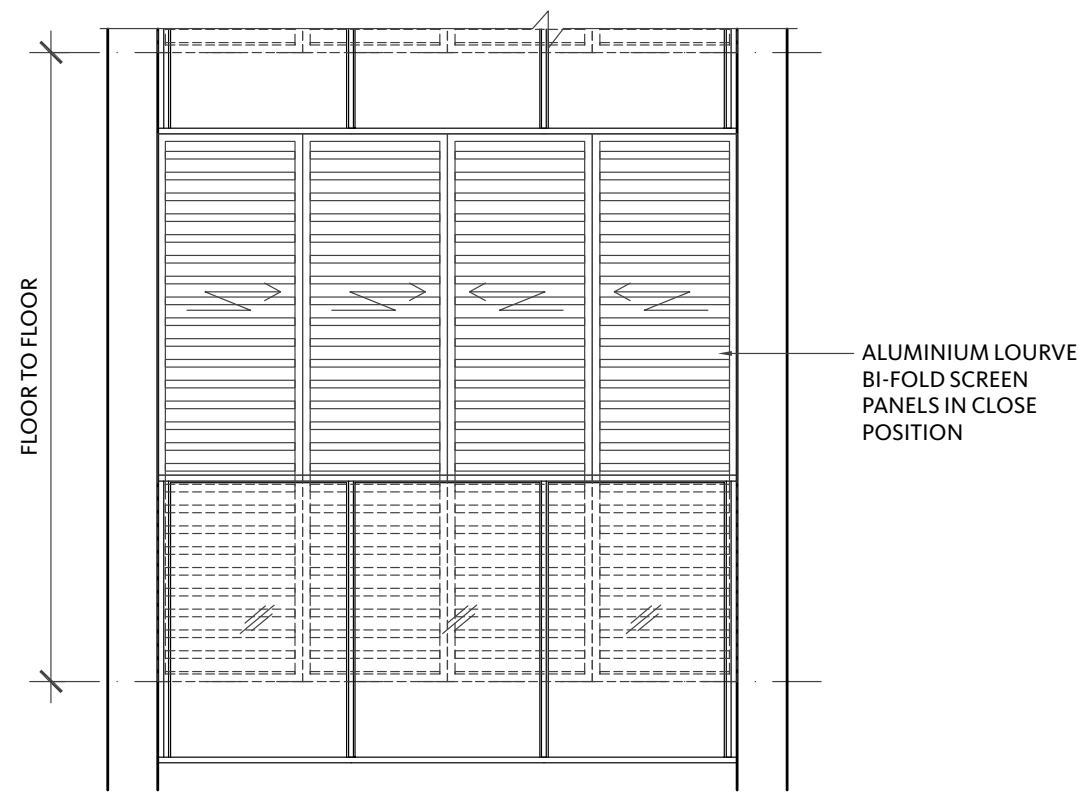 FLOOR TO FLOOR
ALUMINIUM LOURVE
BI-FOLD SCREEN
PANELS IN CLOSE
POSITION